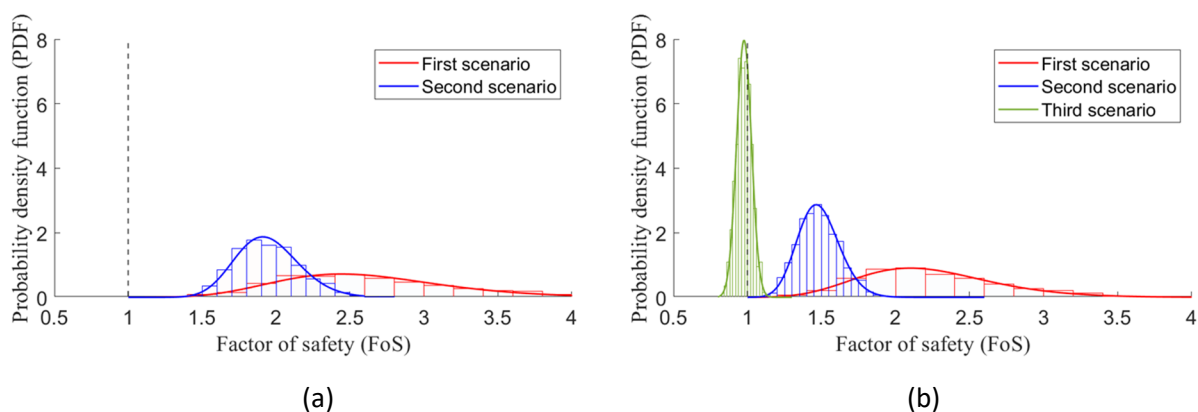 Probability density function (PDF)
8
6
4
2
0
0.5
1
1.5
2
2.5
3
3.5
4
Factor of safety (FoS)
First scenario
Second scenario
(a)
Probability density function (PDF)
8
6
4
2
0
0.5
1
1.5
2
2.5
3
3.5
4
Factor of safety (FoS)
First scenario
Second scenario
Third scenario
(b)